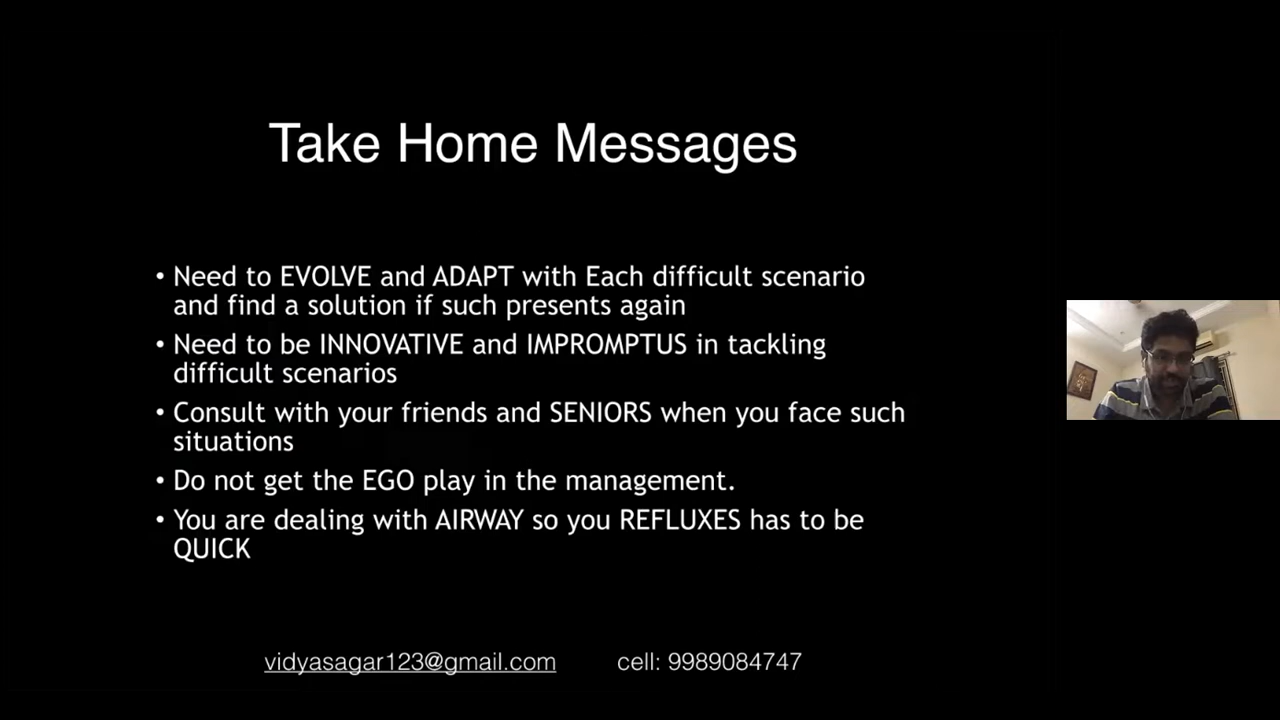 Take Home Messages
• Need to EVOLVE and ADAPT with Each difficult scenario
and find a solution if such presents again
• Need to be INNOVATIVE and IMPROMPTUS in tackling
difficult scenarios
• Consult with your friends and SENIORS when you face such
situations
• Do not get the EGO play in the management.
• You are dealing with AIRWAY so you REFLUXES has to be
QUICK
vidyasagar123@gmail.com cell: 9989084747